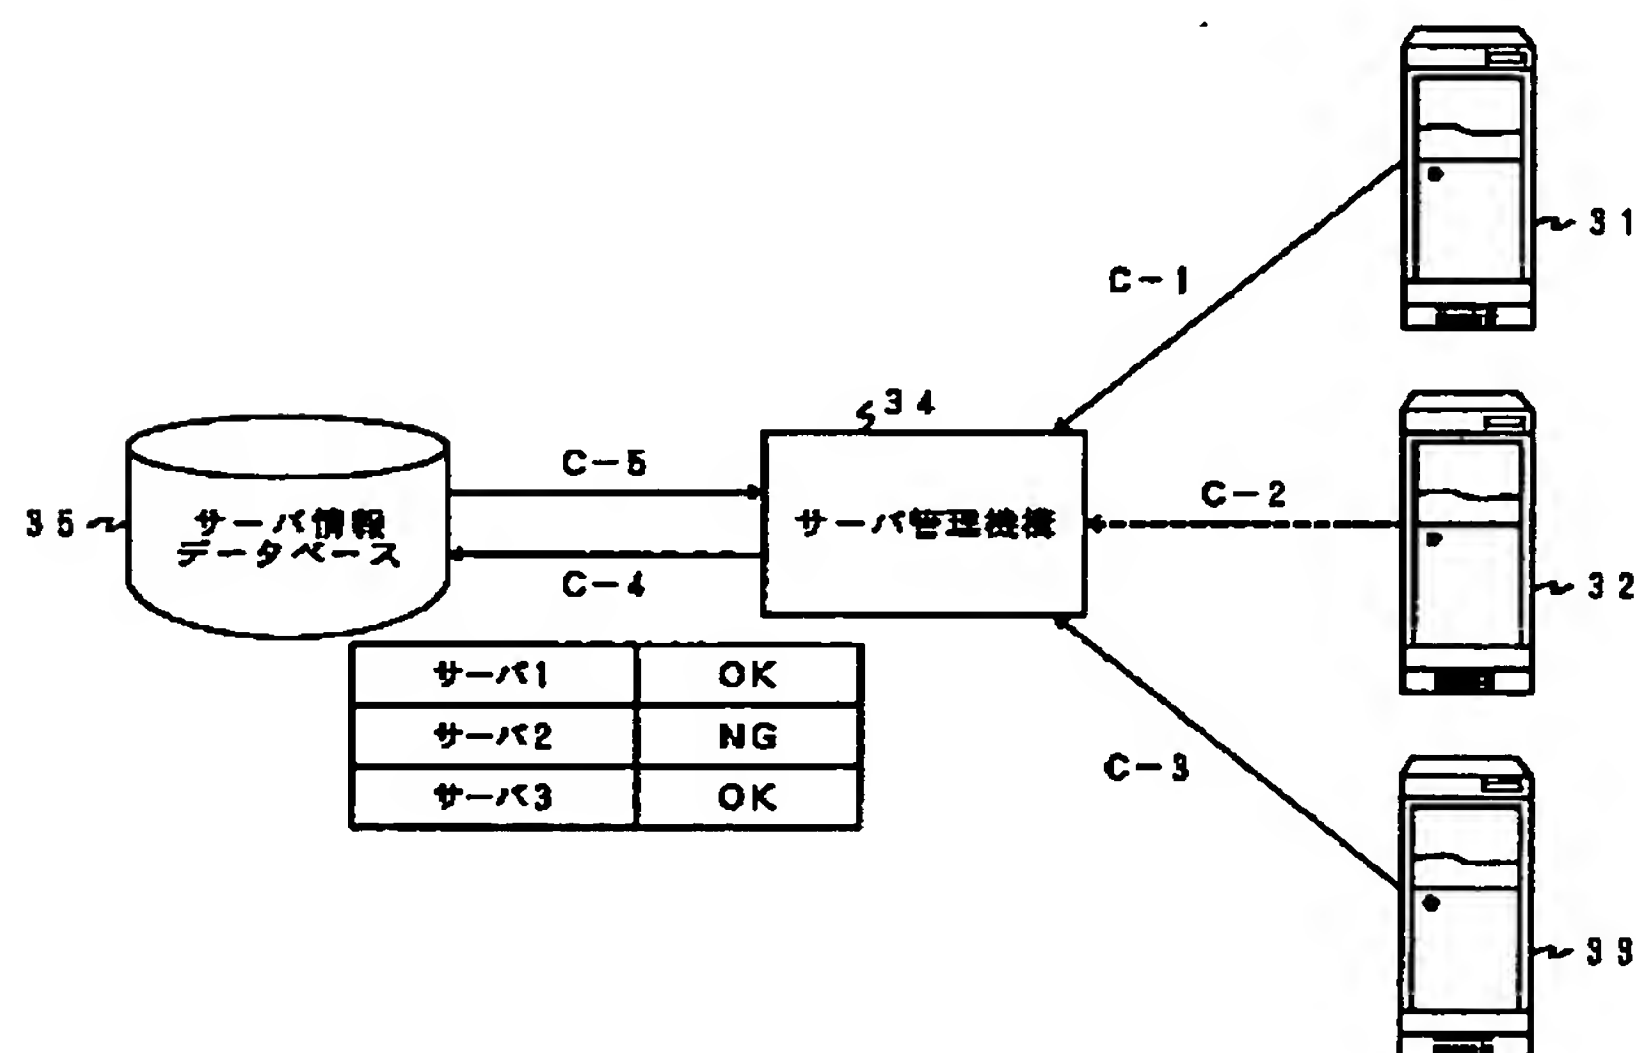 31
C-1
34
C-5
C-2
35
サーバ情報
データベース
サーバ管理機構
C-4
32
サーバ1 OK
サーバ2 NG
サーバ3 OK
C-3
33